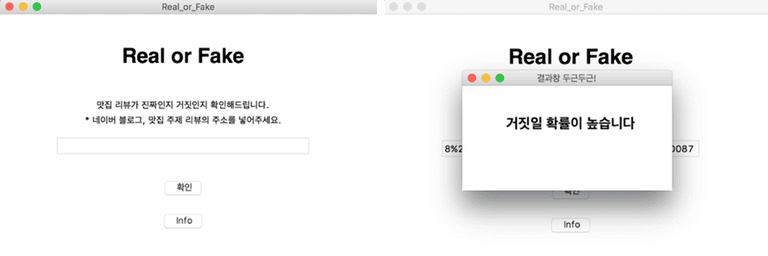 Real_or_Fake
Real or Fake
맛집 리뷰가 진짜인지 거짓인지 확인해드립니다.
* 네이버 블로그, 맛집 주제 리뷰의 주소를 넣어주세요.
확인
Info
Real_or_Fake
Real or Fake
결과창 두근두근!
거짓일 확률이 높습니다
8%2
0087
확인
Info